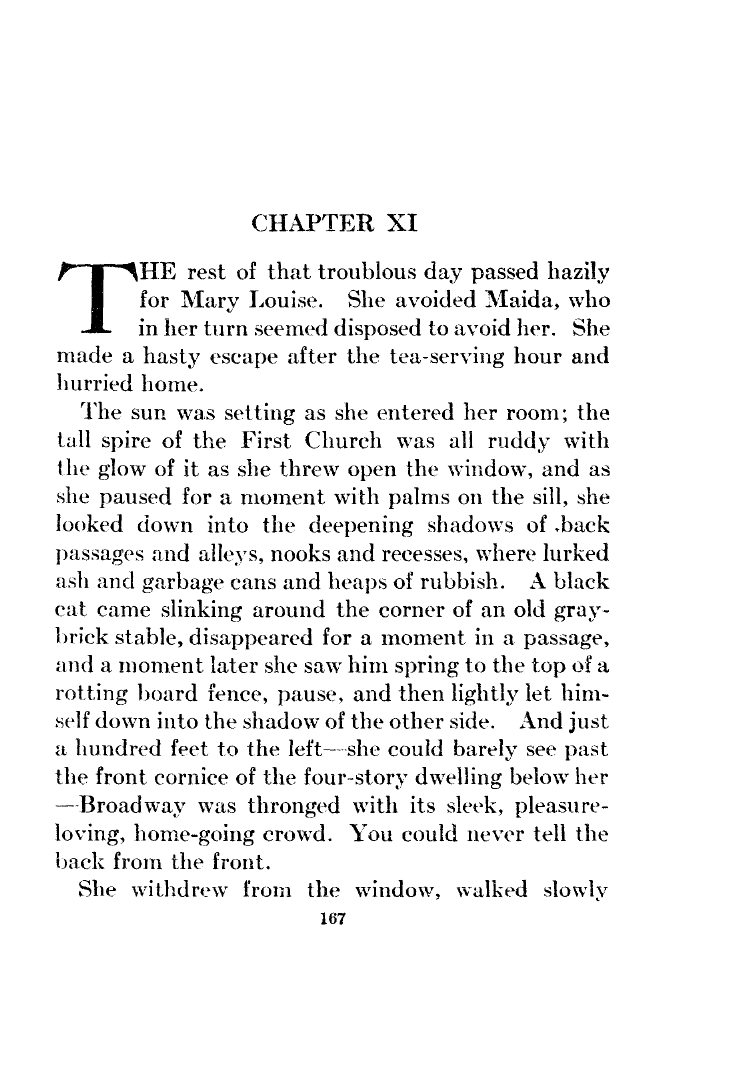 CHAPTER XI
THE rest of that troublous day passed hazily
for Mary Louise. She avoided Maida, who
in her turn seemed disposed to avoid her. She
made a hasty escape after the tea-serving hour and
hurried home.
The sun was setting as she entered her room; the
tall spire of the First Church was all ruddy with
the glow of it as she threw open the window, and as
she paused for a moment with palms on the sill, she
looked down into the deepening shadows of .back
passages and alleys, nooks and recesses, where lurked
ash and garbage cans and heaps of rubbish. A black
cat came slinking around the corner of an old gray-
brick stable, disappeared for a moment in a passage,
and a moment later she saw him spring to the top of a
rotting board fence, pause, and then lightly let him-
self down into the shadow of the other side. And just
a hundred feet to the left—she could barely see past
the front cornice of the four-story dwelling below her
—Broadway was thronged with its sleek, pleasure-
loving, home-going crowd. You could never tell the
back from the front.
She withdrew from the window, walked slowly
167